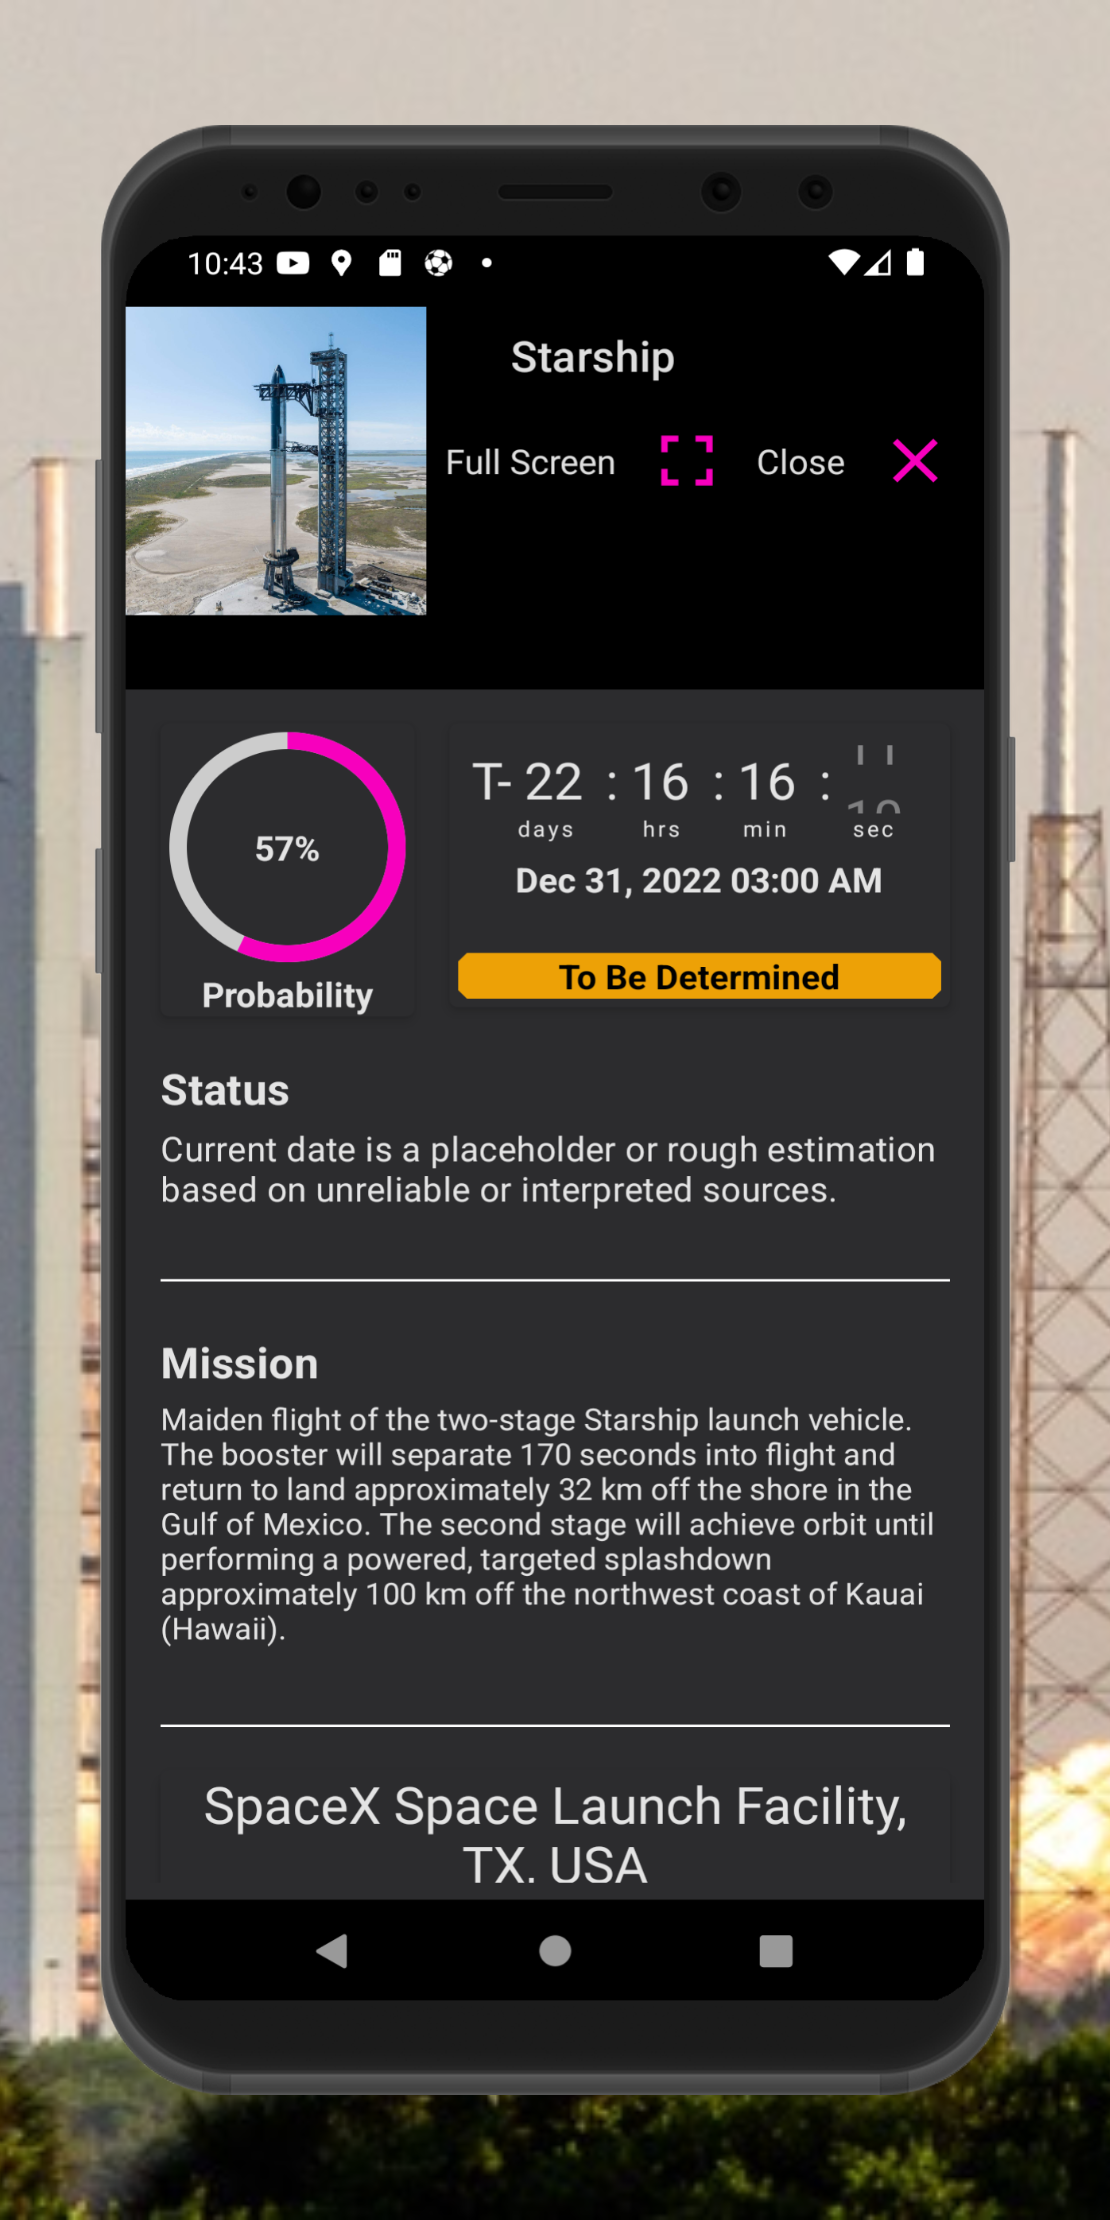 10:43
Starship
Full Screen
Close
57%
Probability
T- 22 : 16 : 16 :
days hrs min sec
Dec 31, 2022 03:00 AM
To Be Determined
Status
Current date is a placeholder or rough estimation
based on unreliable or interpreted sources.
Mission
Maiden flight of the two-stage Starship launch vehicle.
The booster will separate 170 seconds into flight and
return to land approximately 32 km off the shore in the
Gulf of Mexico. The second stage will achieve orbit until
performing a powered, targeted splashdown
approximately 100 km off the northwest coast of Kauai
(Hawaii).
SpaceX Space Launch Facility,
TX, USA